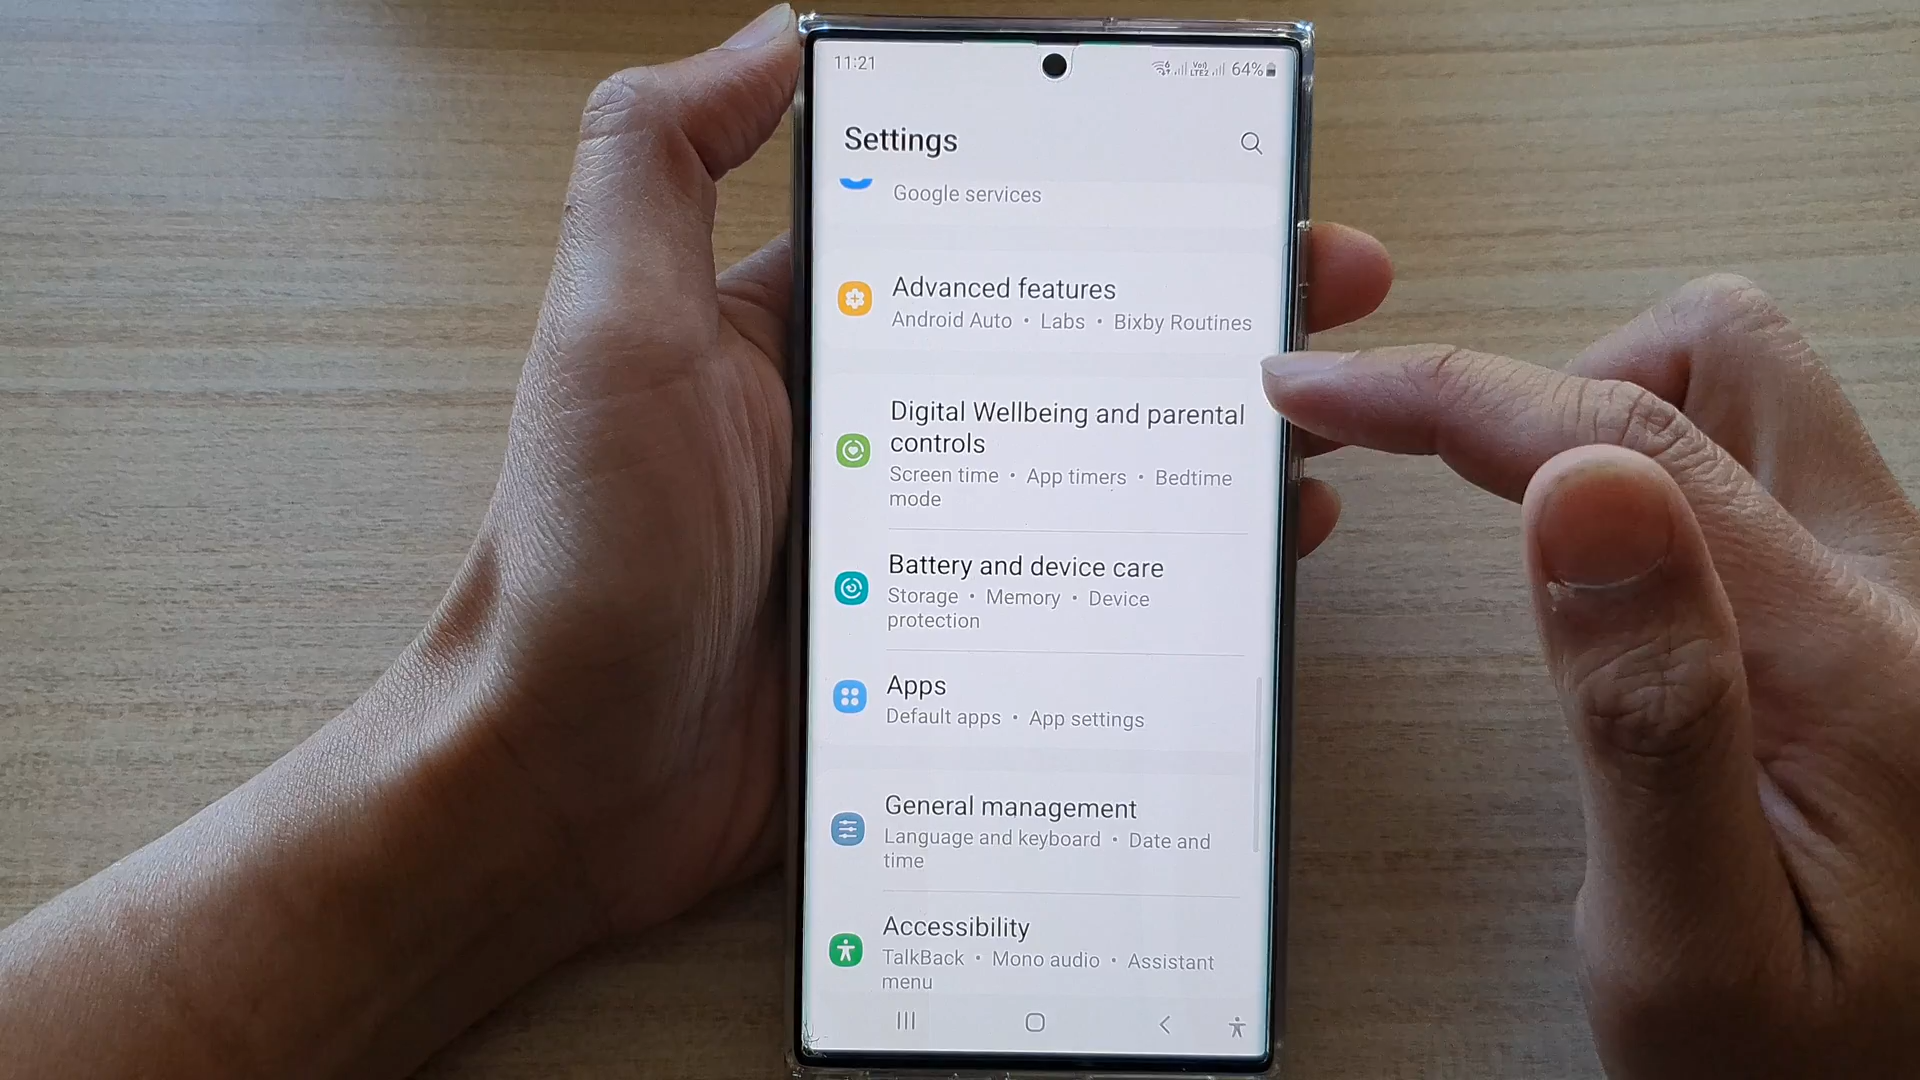 11:21
Vo)) LTE2 64%
Settings
Google services
Advanced features
Android Auto • Labs • Bixby Routines
Digital Wellbeing and parental
controls
Screen time • App timers • Bedtime
mode
Battery and device care
Storage • Memory • Device
protection
Apps
Default apps • App settings
General management
Language and keyboard • Date and
time
Accessibility
TalkBack • Mono audio • Assistant
menu